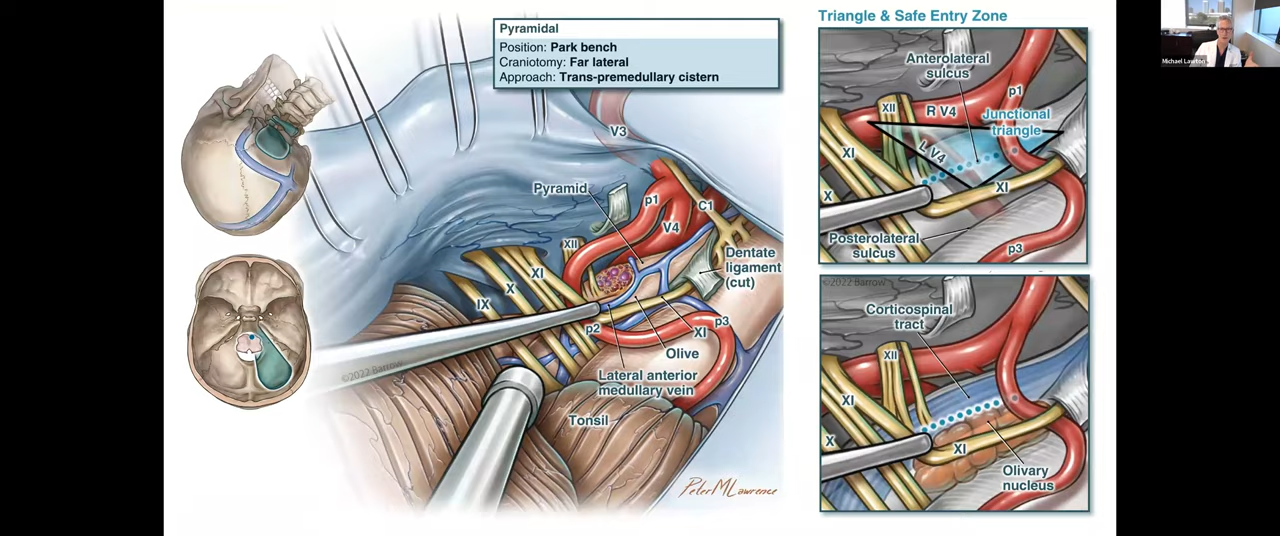 Pyramidal
Position: Park bench
Craniotomy: Far lateral
Approach: Trans-premedullary cistern
V3
Pyramid
p1
C1
V4
XII
XI
X
IX
Dentate
ligament
(cut)
p2
p3
XI
Olive
Lateral anterior
medullary vein
Tonsil
©2022 Barrow
PeterMLawrence
Triangle & Safe Entry Zone
Anterolateral
sulcus
p1
XII
R V4
Junctional
triangle
L V4
XI
X
XI
Posterolateral
sulcus
p3
©2022 Barrow
Corticospinal
tract
XII
XI
X
XI
Olivary
nucleus
Michael Lawton